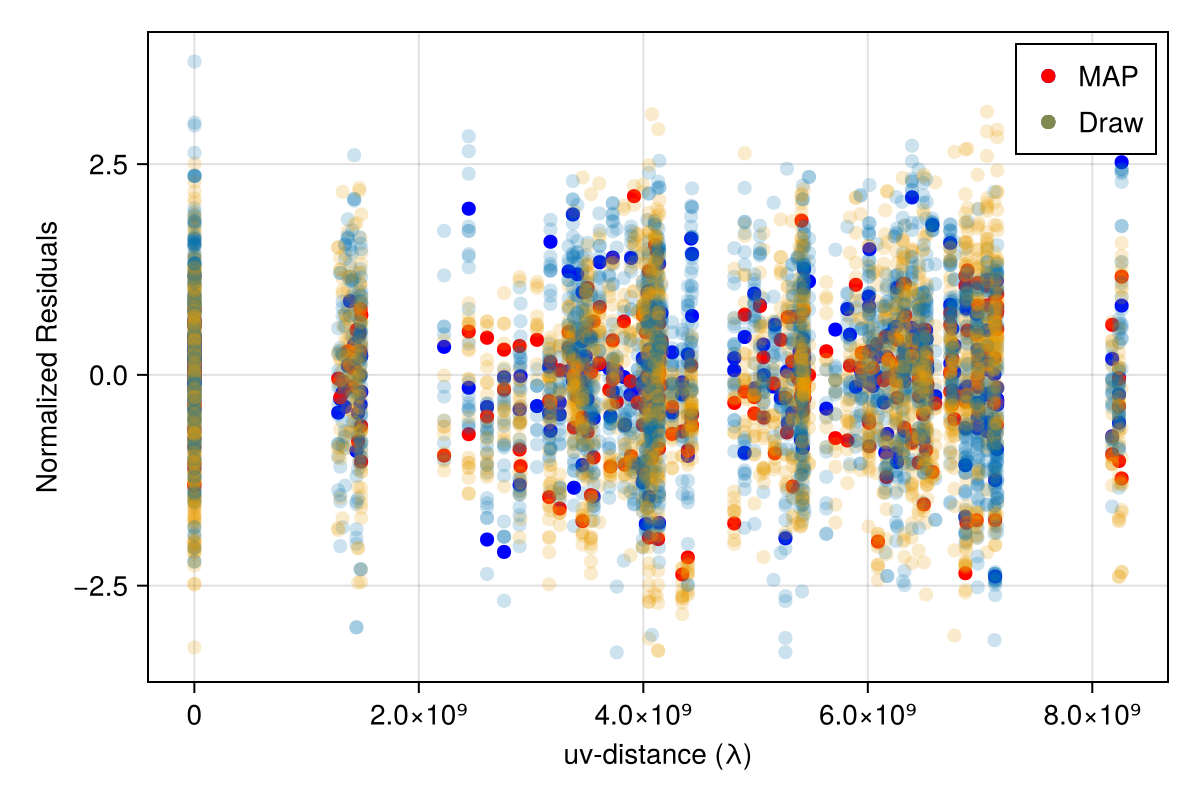 MAP
Draw
2.5
0.0
−2.5
Normalized Residuals
0
2.0×10⁹
4.0×10⁹
6.0×10⁹
8.0×10⁹
uv-distance (λ)